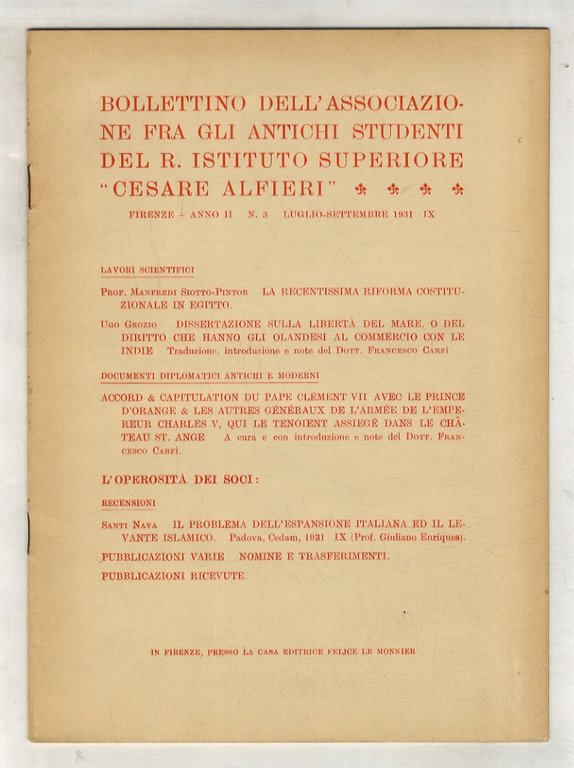 BOLLETTINO DELL'ASSOCIAZIO-
NE FRA GLI ANTICHI STUDENTI
DEL R. ISTITUTO SUPERIORE
"CESARE ALFIERI"
FIRENZE - ANNO II N. 3 LUGLIO-SETTEMBRE 1931 IX
LAVORI SCIENTIFICI
PROF. MANFREDI SIOTTO-PINTOR LA RECENTISSIMA RIFORMA COSTITU-
ZIONALE IN EGITTO.
UGO GROZIO DISSERTAZIONE SULLA LIBERTÀ DEL MARE, O DEL
DIRITTO CHE HANNO GLI OLANDESI AL COMMERCIO CON LE
INDIE Traduzione, introduzione e note del DOTT. FRANCESCO CARFÌ
DOCUMENTI DIPLOMATICI ANTICHI E MODERNI
ACCORD & CAPITULATION DU PAPE CLÉMENT VII AVEC LE PRINCE
D'ORANGE & LES AUTRES GÉNÉRAUX DE L'ARMÉE DE L'EMPE-
REUR CHARLES V, QUI LE TENOIENT ASSIEGÉ DANS LE CHÂ-
TEAU ST. ANGE A cura e con introduzione e note del DOTT. FRAN-
CESCO CARFÌ.
L'OPEROSITÀ DEI SOCI:
RECENSIONI
SANTI NAVA IL PROBLEMA DELL'ESPANSIONE ITALIANA ED IL LE-
VANTE ISLAMICO. Padova, Cedam, 1931 IX (Prof. Giuliano Enriques).
PUBBLICAZIONI VARIE NOMINE E TRASFERIMENTI.
PUBBLICAZIONI RICEVUTE.
IN FIRENZE, PRESSO LA CASA EDITRICE FELICE LE MONNIER